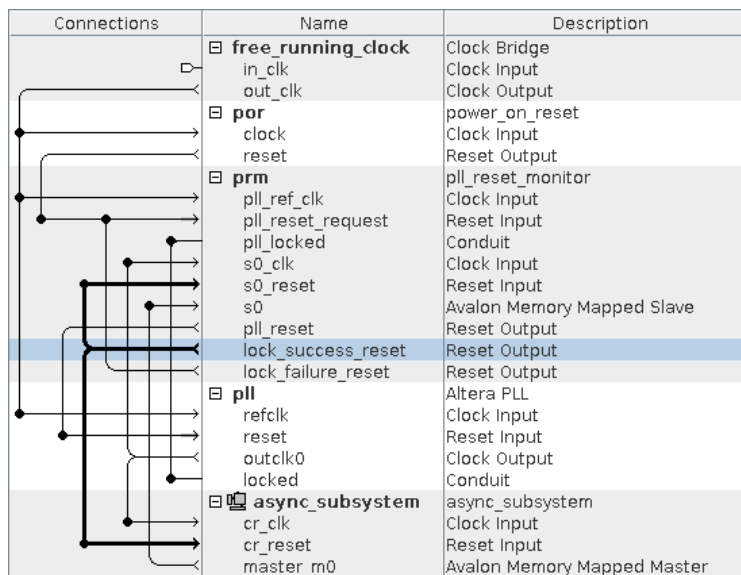 Connections Name Description
free_running_clock Clock Bridge
in_clk Clock Input
out_clk Clock Output
por power_on_reset
clock Clock Input
reset Reset Output
prm pll_reset_monitor
pll_ref_clk Clock Input
pll_reset_request Reset Input
pll_locked Conduit
s0_clk Clock Input
s0_reset Reset Input
s0 Avalon Memory Mapped Slave
pll_reset Reset Output
lock_success_reset Reset Output
lock_failure_reset Reset Output
pll Altera PLL
refclk Clock Input
reset Reset Input
outclk0 Clock Output
locked Conduit
async_subsystem async_subsystem
cr_clk Clock Input
cr_reset Reset Input
master_m0 Avalon Memory Mapped Master